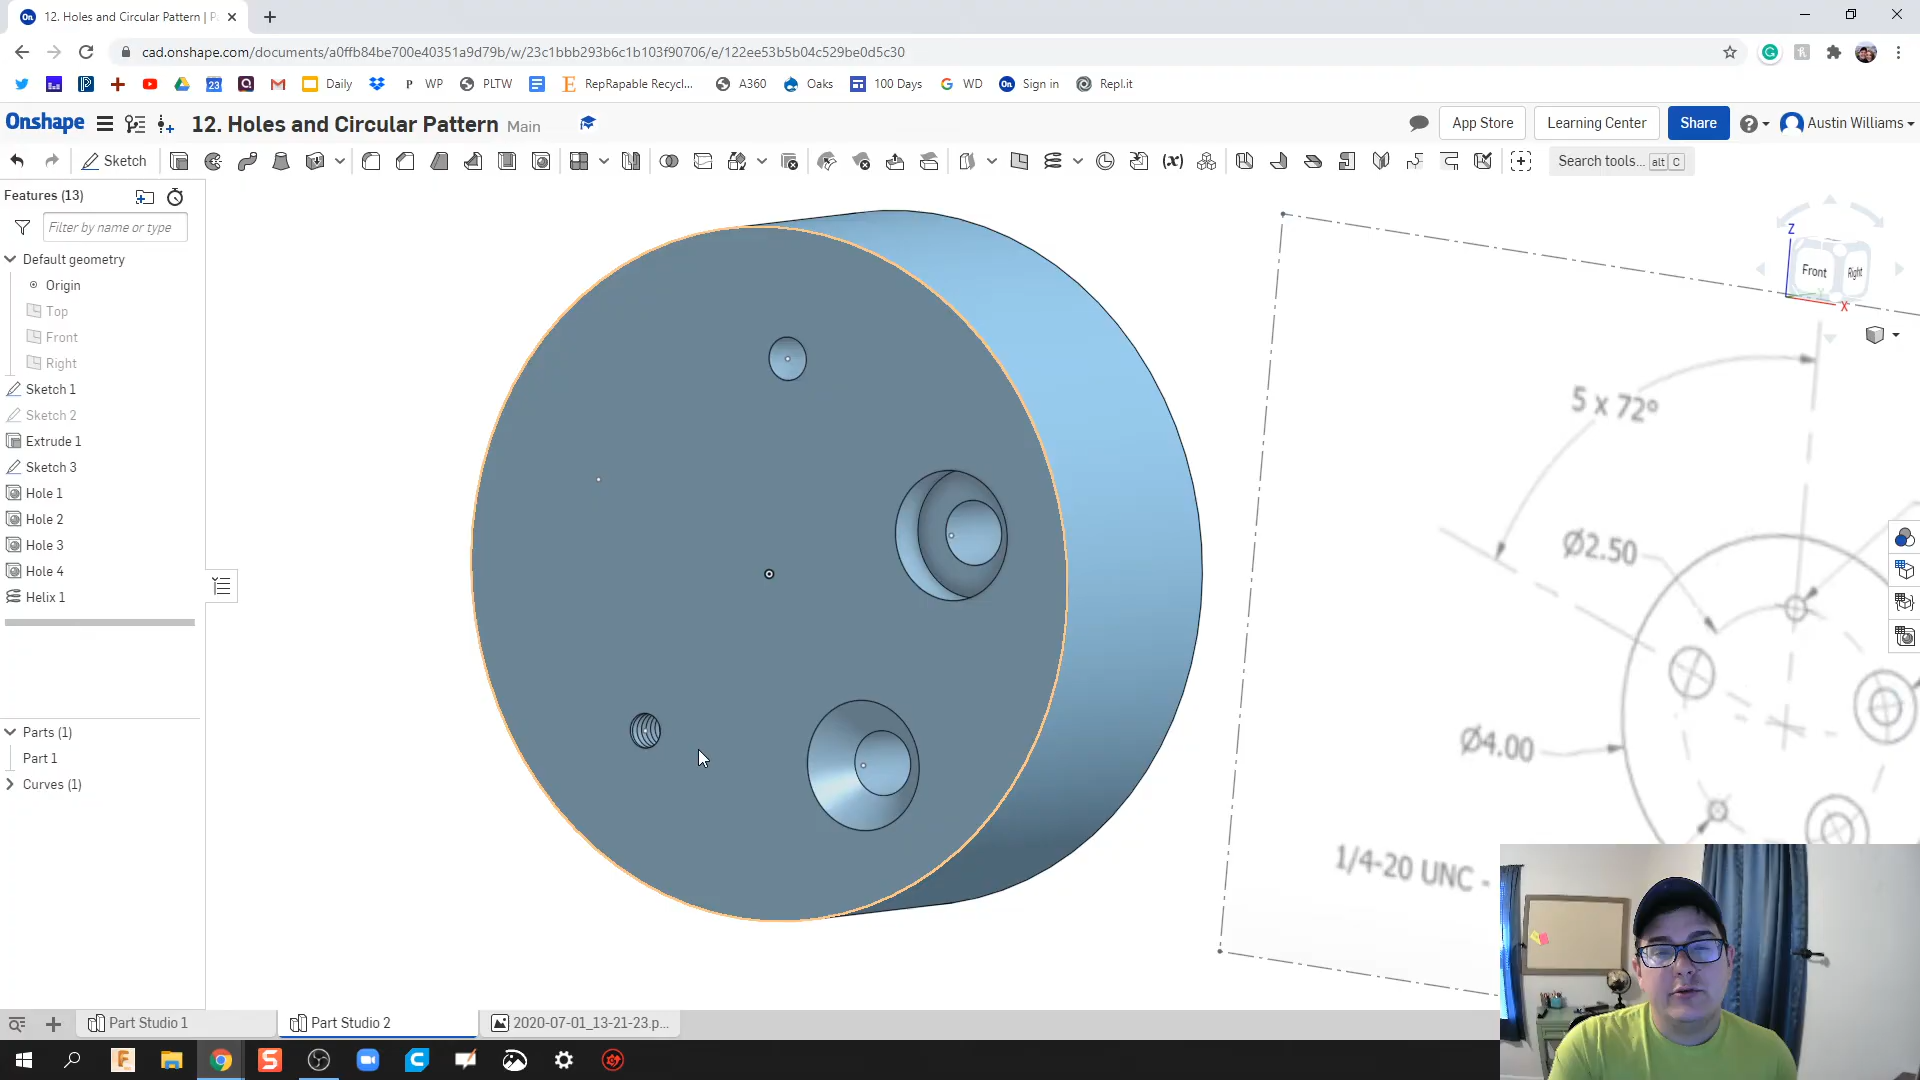 12. Holes and Circular Pattern | P
cad.onshape.com/documents/a0ffb84be700e40351a9d79b/w/23c1bbb293b6c1b103f90706/e/122ee53b5b04c529be0d5c30
23 Daily P WP PLTW RepRapable Recycl... A360 Oaks 100 Days WD On Sign in Repl.it
Onshape 12. Holes and Circular Pattern Main App Store Learning Center Share Austin Williams
Sketch (x) Search tools... alt C
Features (13)
Filter by name or type
Default geometry
Origin
Top
Front
Right
Sketch 1
Sketch 2
Extrude 1
Sketch 3
Hole 1
Hole 2
Hole 3
Hole 4
Helix 1
Parts (1)
Part 1
Curves (1)
Z
Front Right
X
5 x 72°
Ø2.50
Ø4.00
1/4-20 UNC -
Part Studio 1 Part Studio 2 2020-07-01_13-21-23.p...